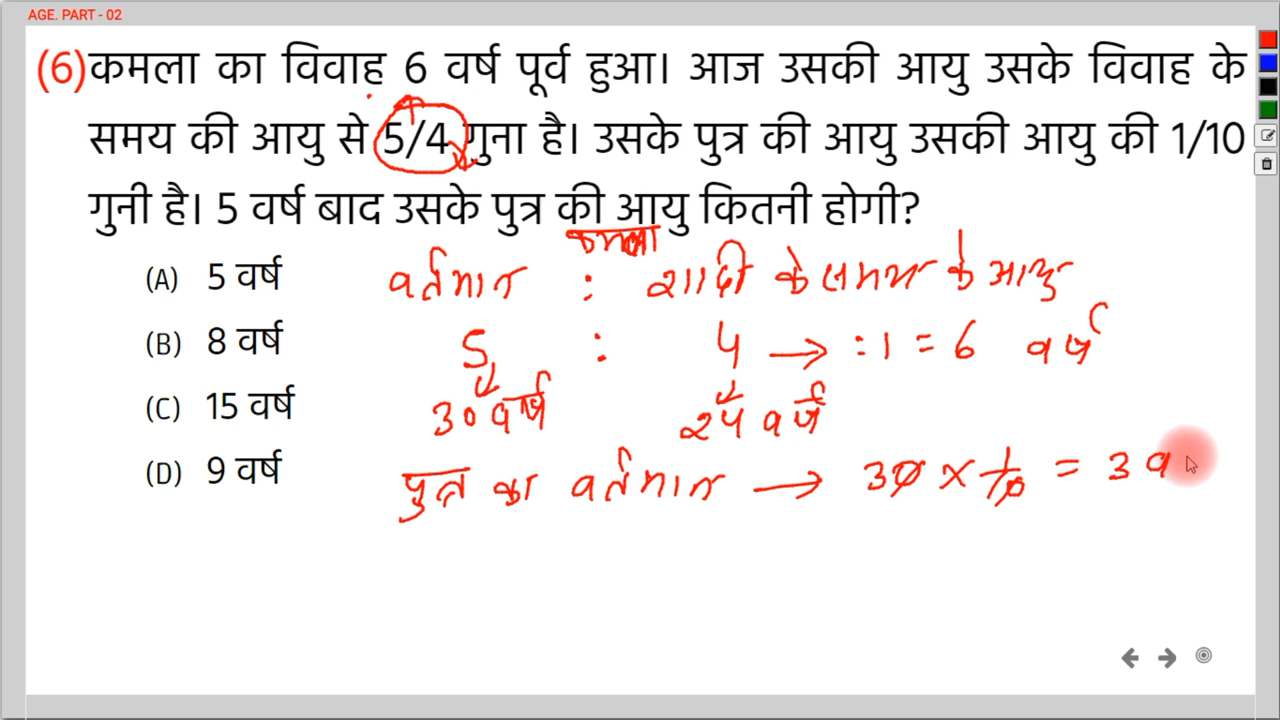 AGE. PART - 02
(6) कमला का विवाह 6 वर्ष पूर्व हुआ। आज उसकी आयु उसके विवाह के
समय की आयु से 5/4 गुना है। उसके पुत्र की आयु उसकी आयु की 1/10
गुनी है। 5 वर्ष बाद उसके पुत्र की आयु कितनी होगी?
कमला
(A) 5 वर्ष
वर्तमान : शादी के समय के आयु
(B) 8 वर्ष
5 : 4 → : 1 = 6 वर्ष
(C) 15 वर्ष
30 वर्ष 24 वर्ष
(D) 9 वर्ष
पुत्र का वर्तमान → 30 × 1/10 = 3 व